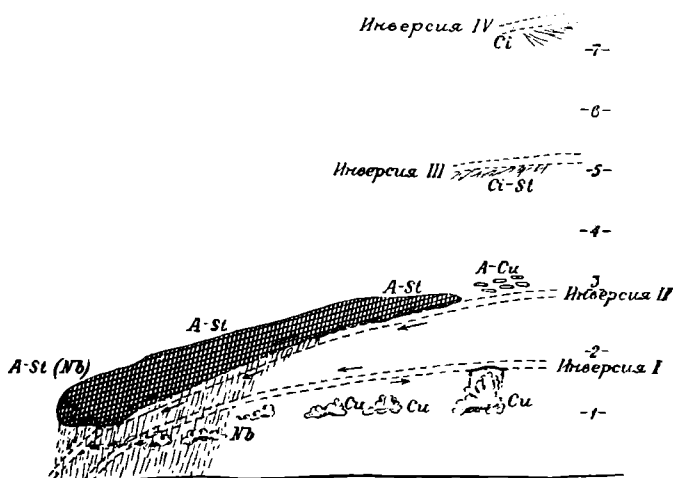 Инверсия IV
Ci
-7-
-6-
Инверсия III
-5-
Ci-St
-4-
A-Cu
3
A-St
Инверсия II
A-St
-2-
A-St (Nb)
Инверсия I
Cu
Cu
Cu
-1-
Nb